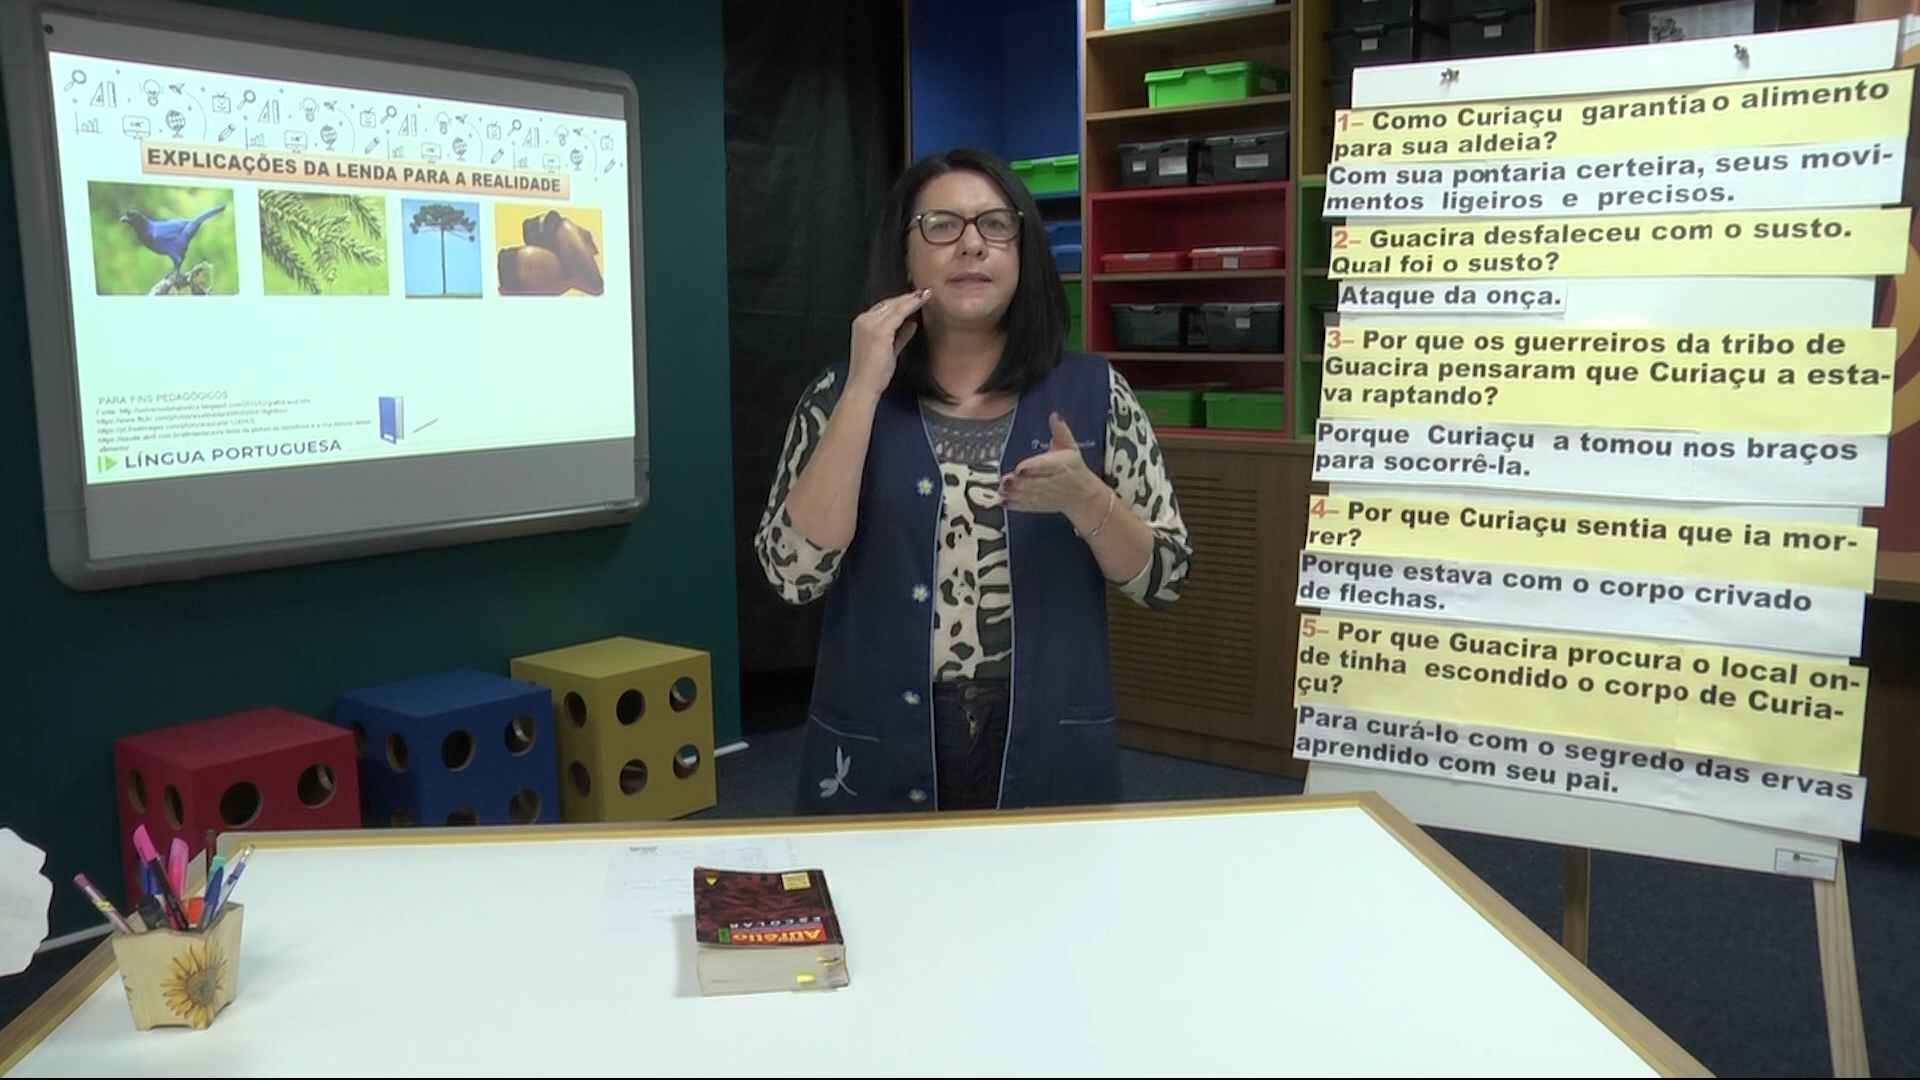 EXPLICAÇÕES DA LENDA PARA A REALIDADE
PARA FINS PEDAGÓGICOS
LÍNGUA PORTUGUESA
1– Como Curiaçu garantia o alimento
para sua aldeia?
Com sua pontaria certeira, seus movi-
mentos ligeiros e precisos.
2– Guacira desfaleceu com o susto.
Qual foi o susto?
Ataque da onça.
3– Por que os guerreiros da tribo de
Guacira pensaram que Curiaçu a esta-
va raptando?
Porque Curiaçu a tomou nos braços
para socorrê-la.
4– Por que Curiaçu sentia que ia mor-
rer?
Porque estava com o corpo crivado
de flechas.
5– Por que Guacira procura o local on-
de tinha escondido o corpo de Curia-
çu?
Para curá-lo com o segredo das ervas
aprendido com seu pai.
Aurélio
ESCOLAR